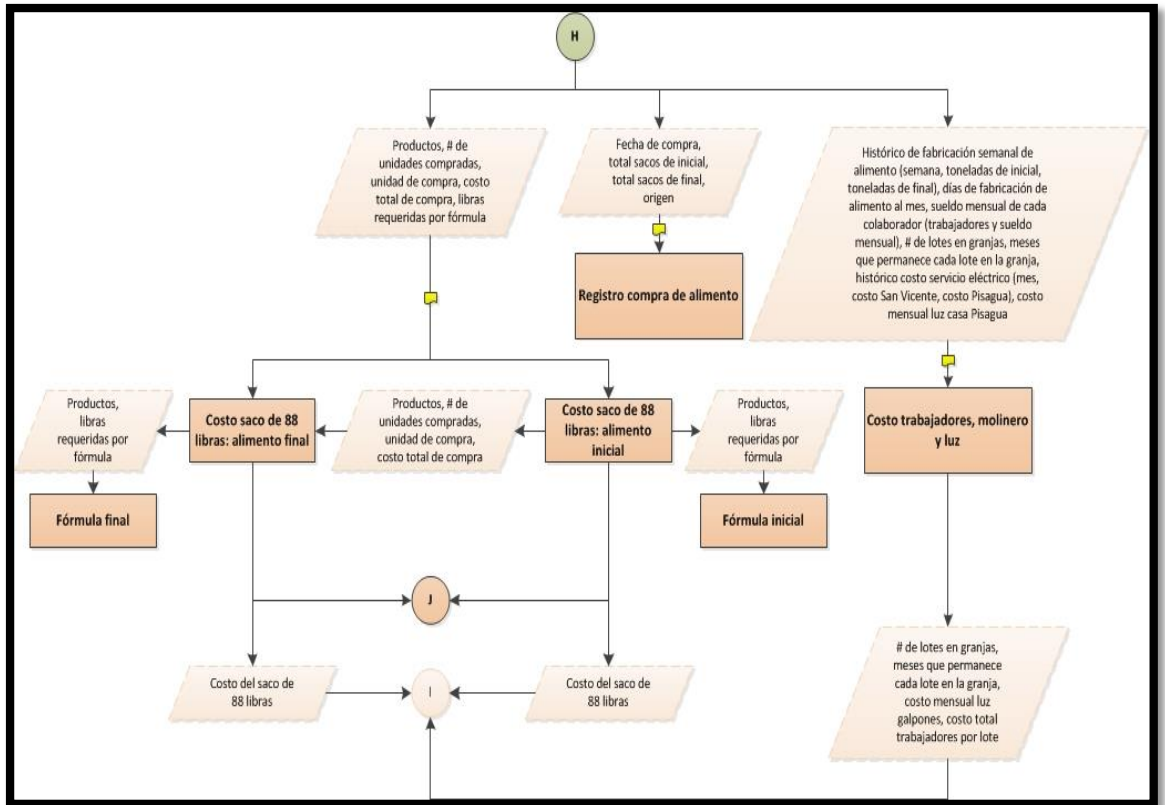 H
Productos, # de
unidades compradas,
unidad de compra, costo
total de compra, libras
requeridas por fórmula
Fecha de compra,
total sacos de inicial,
total sacos de final,
origen
Histórico de fabricación semanal de
alimento (semana, toneladas de inicial,
toneladas de final), días de fabricación de
alimento al mes, sueldo mensual de cada
colaborador (trabajadores y sueldo
mensual), # de lotes en granjas, meses
que permanece cada lote en la granja,
histórico costo servicio eléctrico (mes,
costo San Vicente, costo Pisagua), costo
mensual luz casa Pisagua
Registro compra de alimento
Productos,
libras
requeridas por
fórmula
Costo saco de 88
libras: alimento final
Productos, # de
unidades compradas,
unidad de compra,
costo total de compra
Costo saco de 88
libras: alimento
inicial
Productos,
libras
requeridas por
fórmula
Costo trabajadores, molinero
y luz
Fórmula final
Fórmula inicial
J
Costo del saco de
88 libras
I
Costo del saco de
88 libras
# de lotes en granjas,
meses que permanece
cada lote en la granja,
costo mensual luz
galpones, costo total
trabajadores por lote